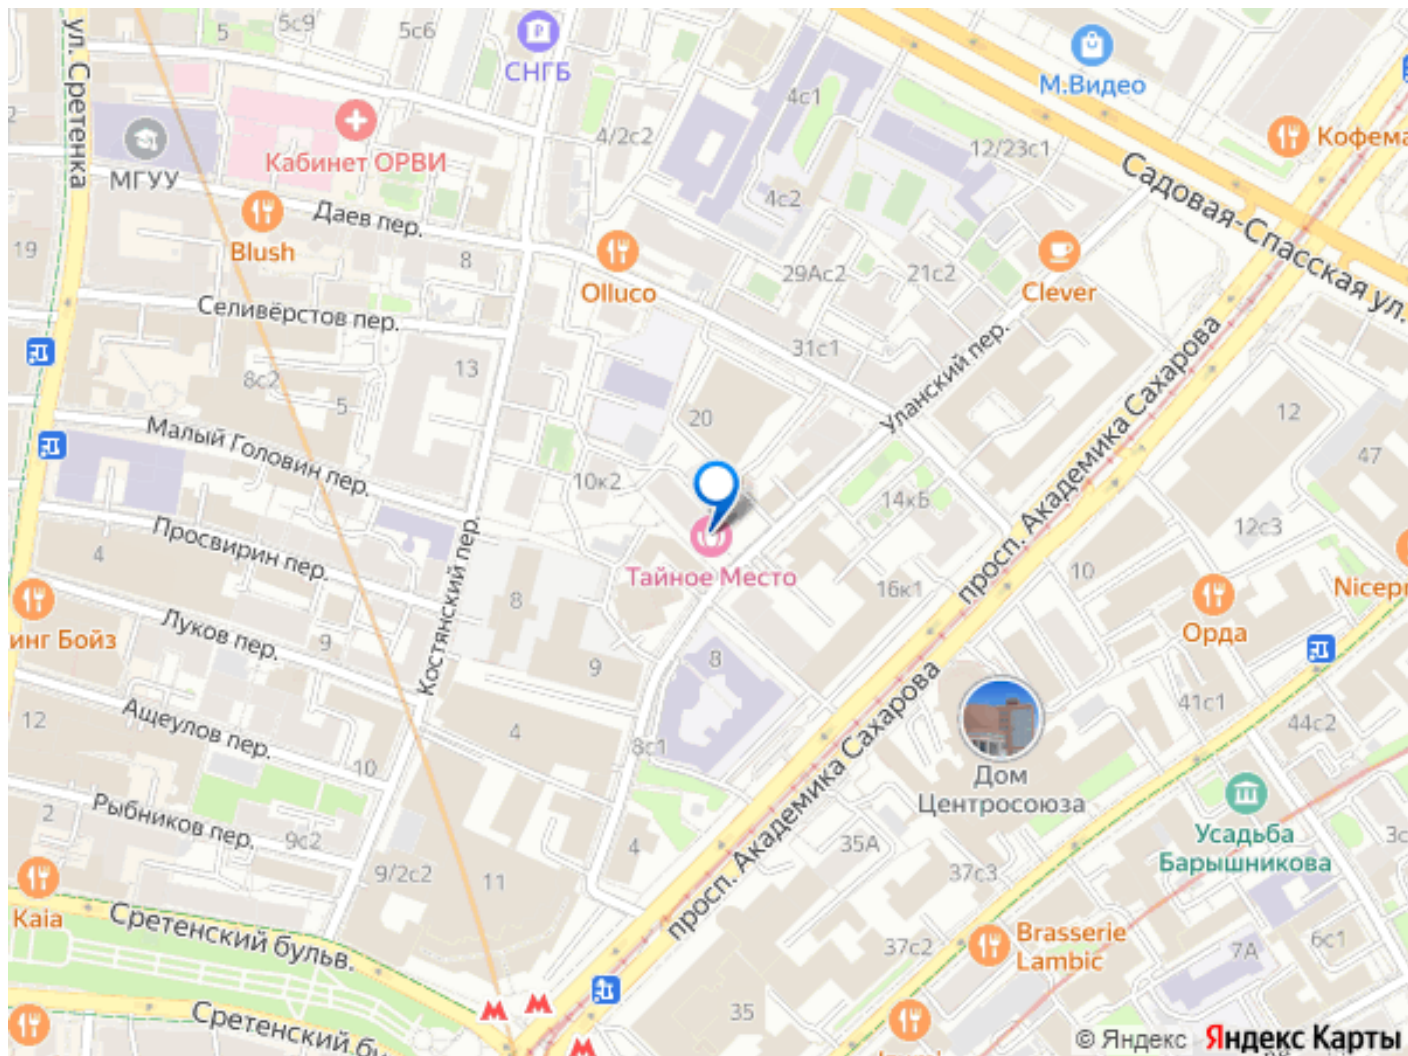 5с9
5
5с6
СНГБ
М.Видео
Кофема
ул. Сретенка
4с1
4/2с2
12/23с1
Кабинет ОРВИ
МГУУ
4с2
Садовая-Спасская ул.
Даев пер.
19
Blush
8
Olluco
29Ас2
21с2
Clever
Селивёрстов пер.
13
31с1
8с2
5
Уланский пер.
20
12
Малый Головин пер.
10к2
14кБ
47
просп. Академика Сахарова
12с3
Просвирин пер.
4
Костянский пер.
Тайное Место
16к1
10
8
Орда
инг Бойз
Луков пер.
9
9
8
12
Ащеулов пер.
4
8с1
41с1
44с2
10
Дом
Центросоюза
просп. Академика Сахарова
2
Рыбников пер.
9с2
4
35А
37с3
Усадьба
Барышникова
9/2с2
11
Kaia
Сретенский бульв.
37с2
Brasserie
Lambic
7А
6с1
35
© Яндекс
Яндекс Карты